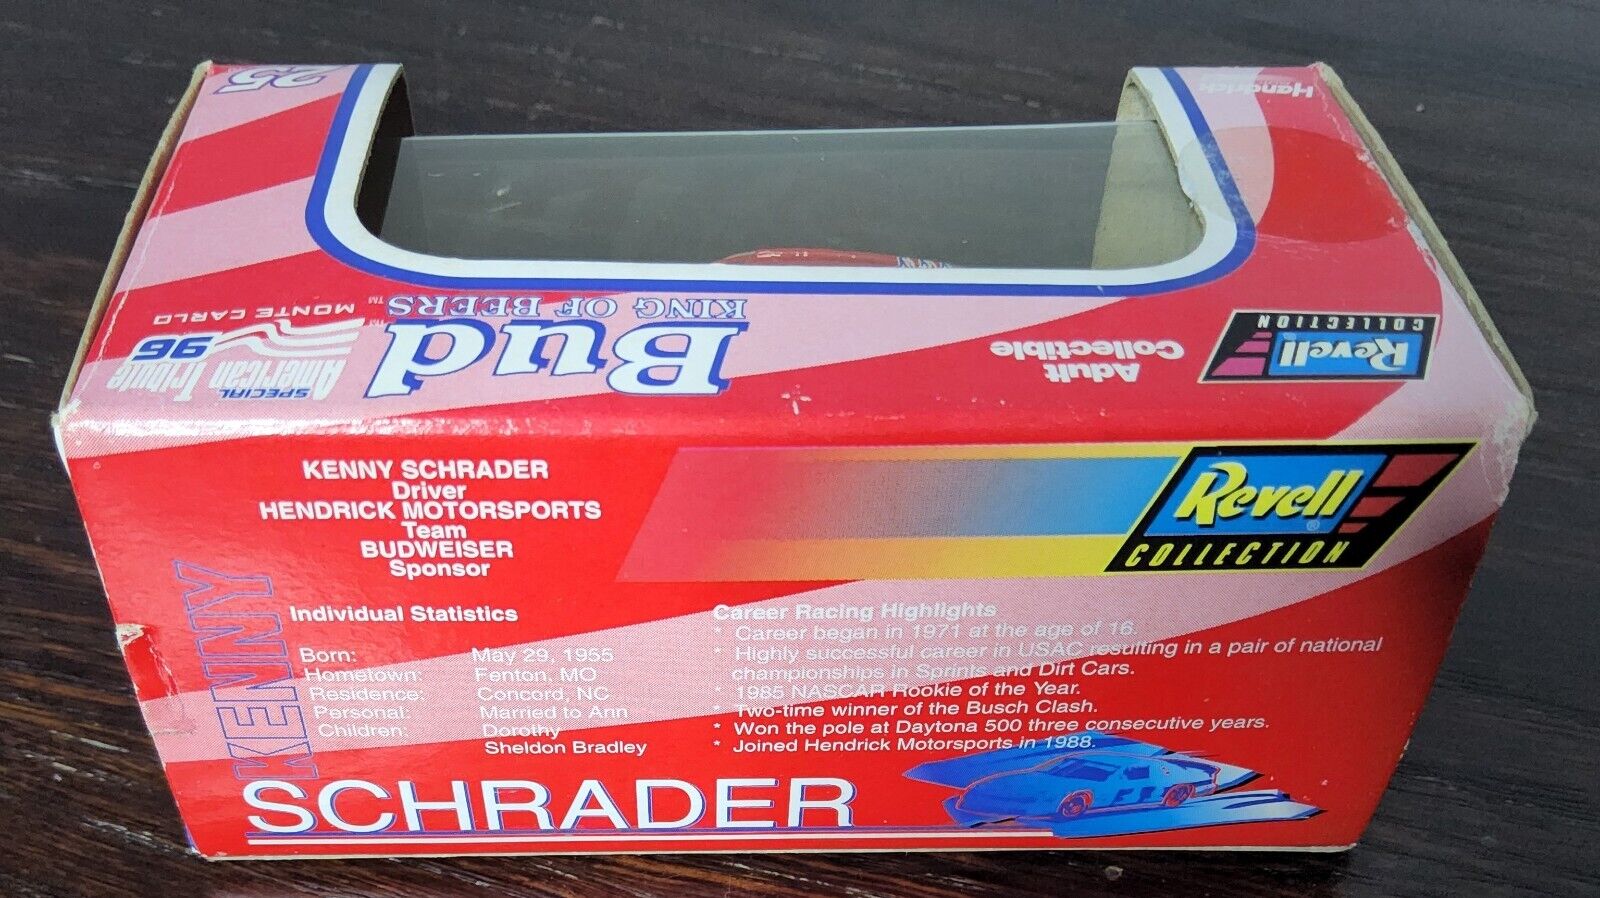 25
Hendrick
MONTE CARLO™
96
SPECIAL
American Tribute™
KING OF BEERS™
Bud
Adult
Collectible
Revell
COLLECTION
KENNY SCHRADER
Driver
HENDRICK MOTORSPORTS
Team
BUDWEISER
Sponsor
Revell®
COLLECTION
Individual Statistics
Born: May 29, 1955
Hometown: Fenton, MO
Residence: Concord, NC
Personal: Married to Ann
Children: Dorothy
Sheldon Bradley
Career Racing Highlights
* Career began in 1971 at the age of 16.
* Highly successful career in USAC resulting in a pair of national
championships in Sprints and Dirt Cars.
* 1985 NASCAR Rookie of the Year.
* Two-time winner of the Busch Clash.
* Won the pole at Daytona 500 three consecutive years.
* Joined Hendrick Motorsports in 1988.
KENNY
SCHRADER